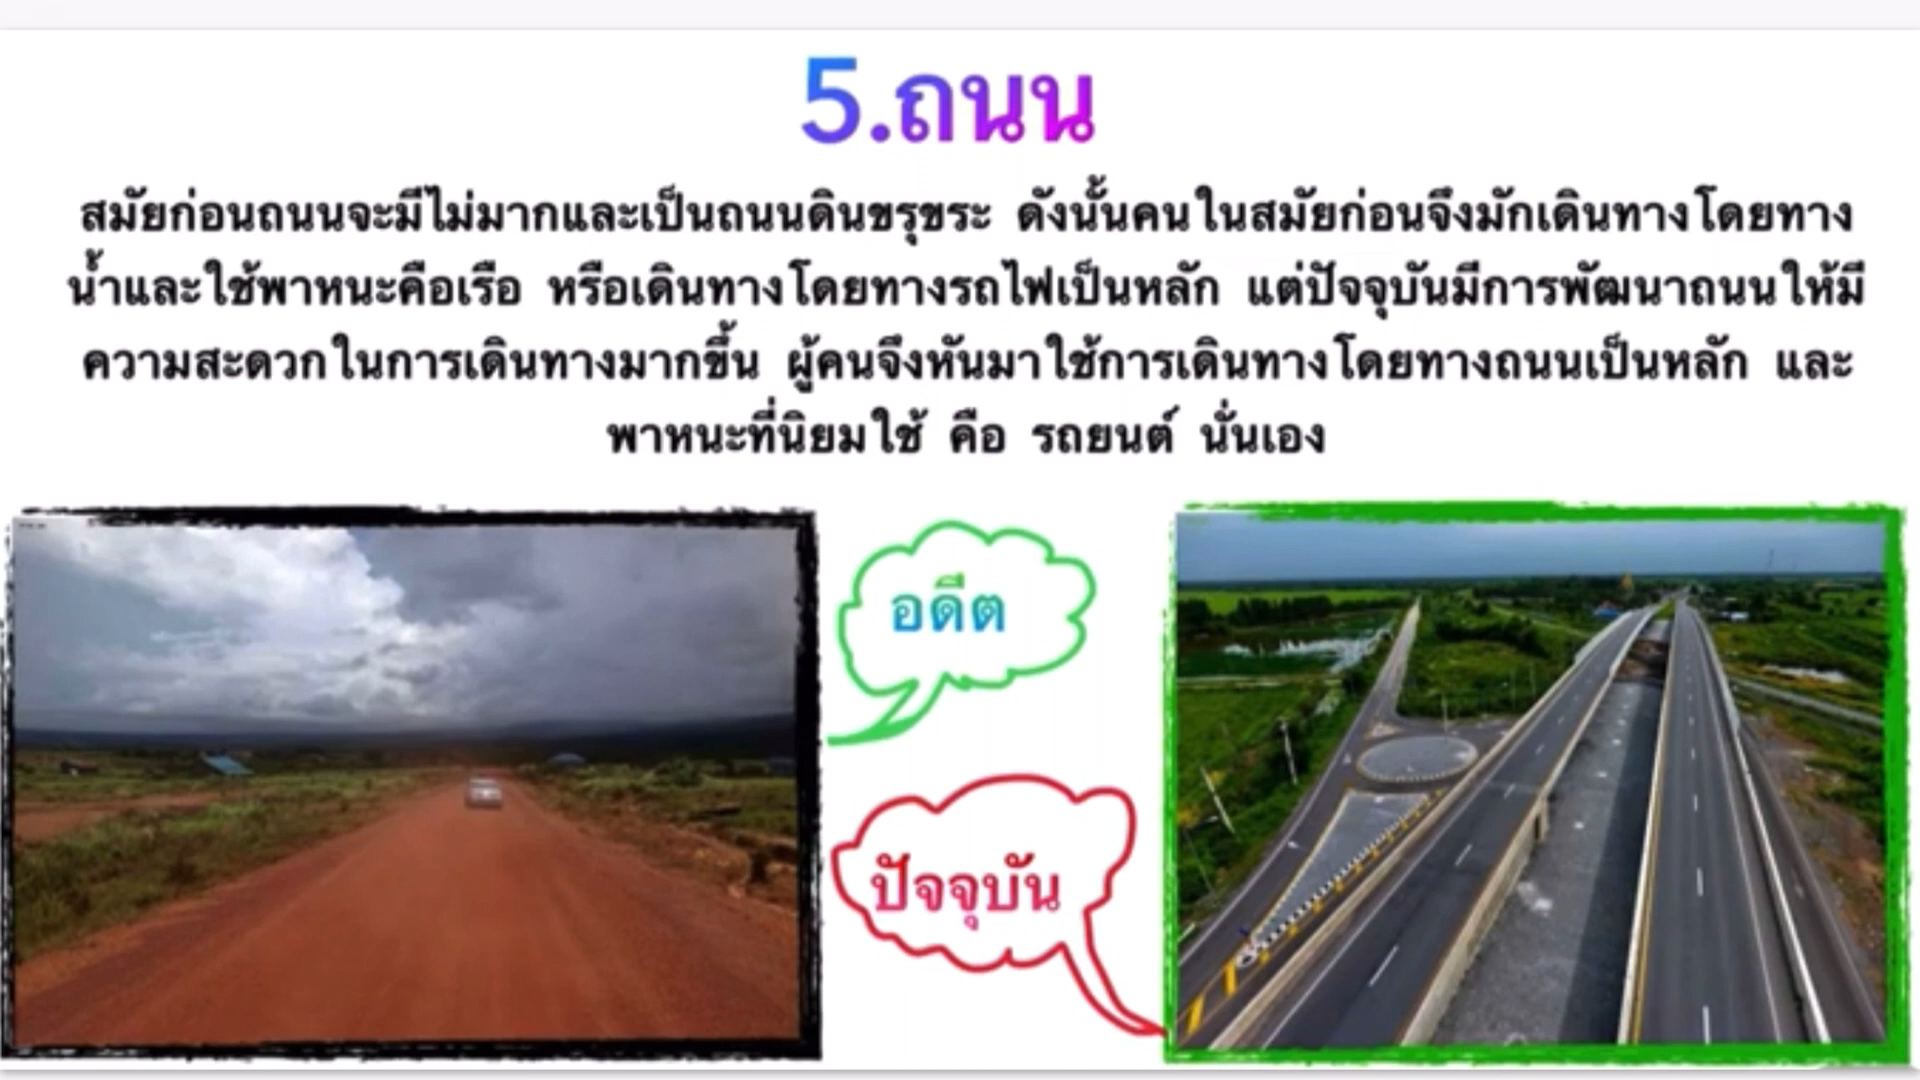 5.ถนน
สมัยก่อนถนนจะมีไม่มากและเป็นถนนดินขรุขระ ดังนั้นคนในสมัยก่อนจึงมักเดินทางโดยทาง
น้ำและใช้พาหนะคือเรือ หรือเดินทางโดยทางรถไฟเป็นหลัก แต่ปัจจุบันมีการพัฒนาถนนให้มี
ความสะดวกในการเดินทางมากขึ้น ผู้คนจึงหันมาใช้การเดินทางโดยทางถนนเป็นหลัก และ
พาหนะที่นิยมใช้ คือ รถยนต์ นั่นเอง
อดีต
ปัจจุบัน